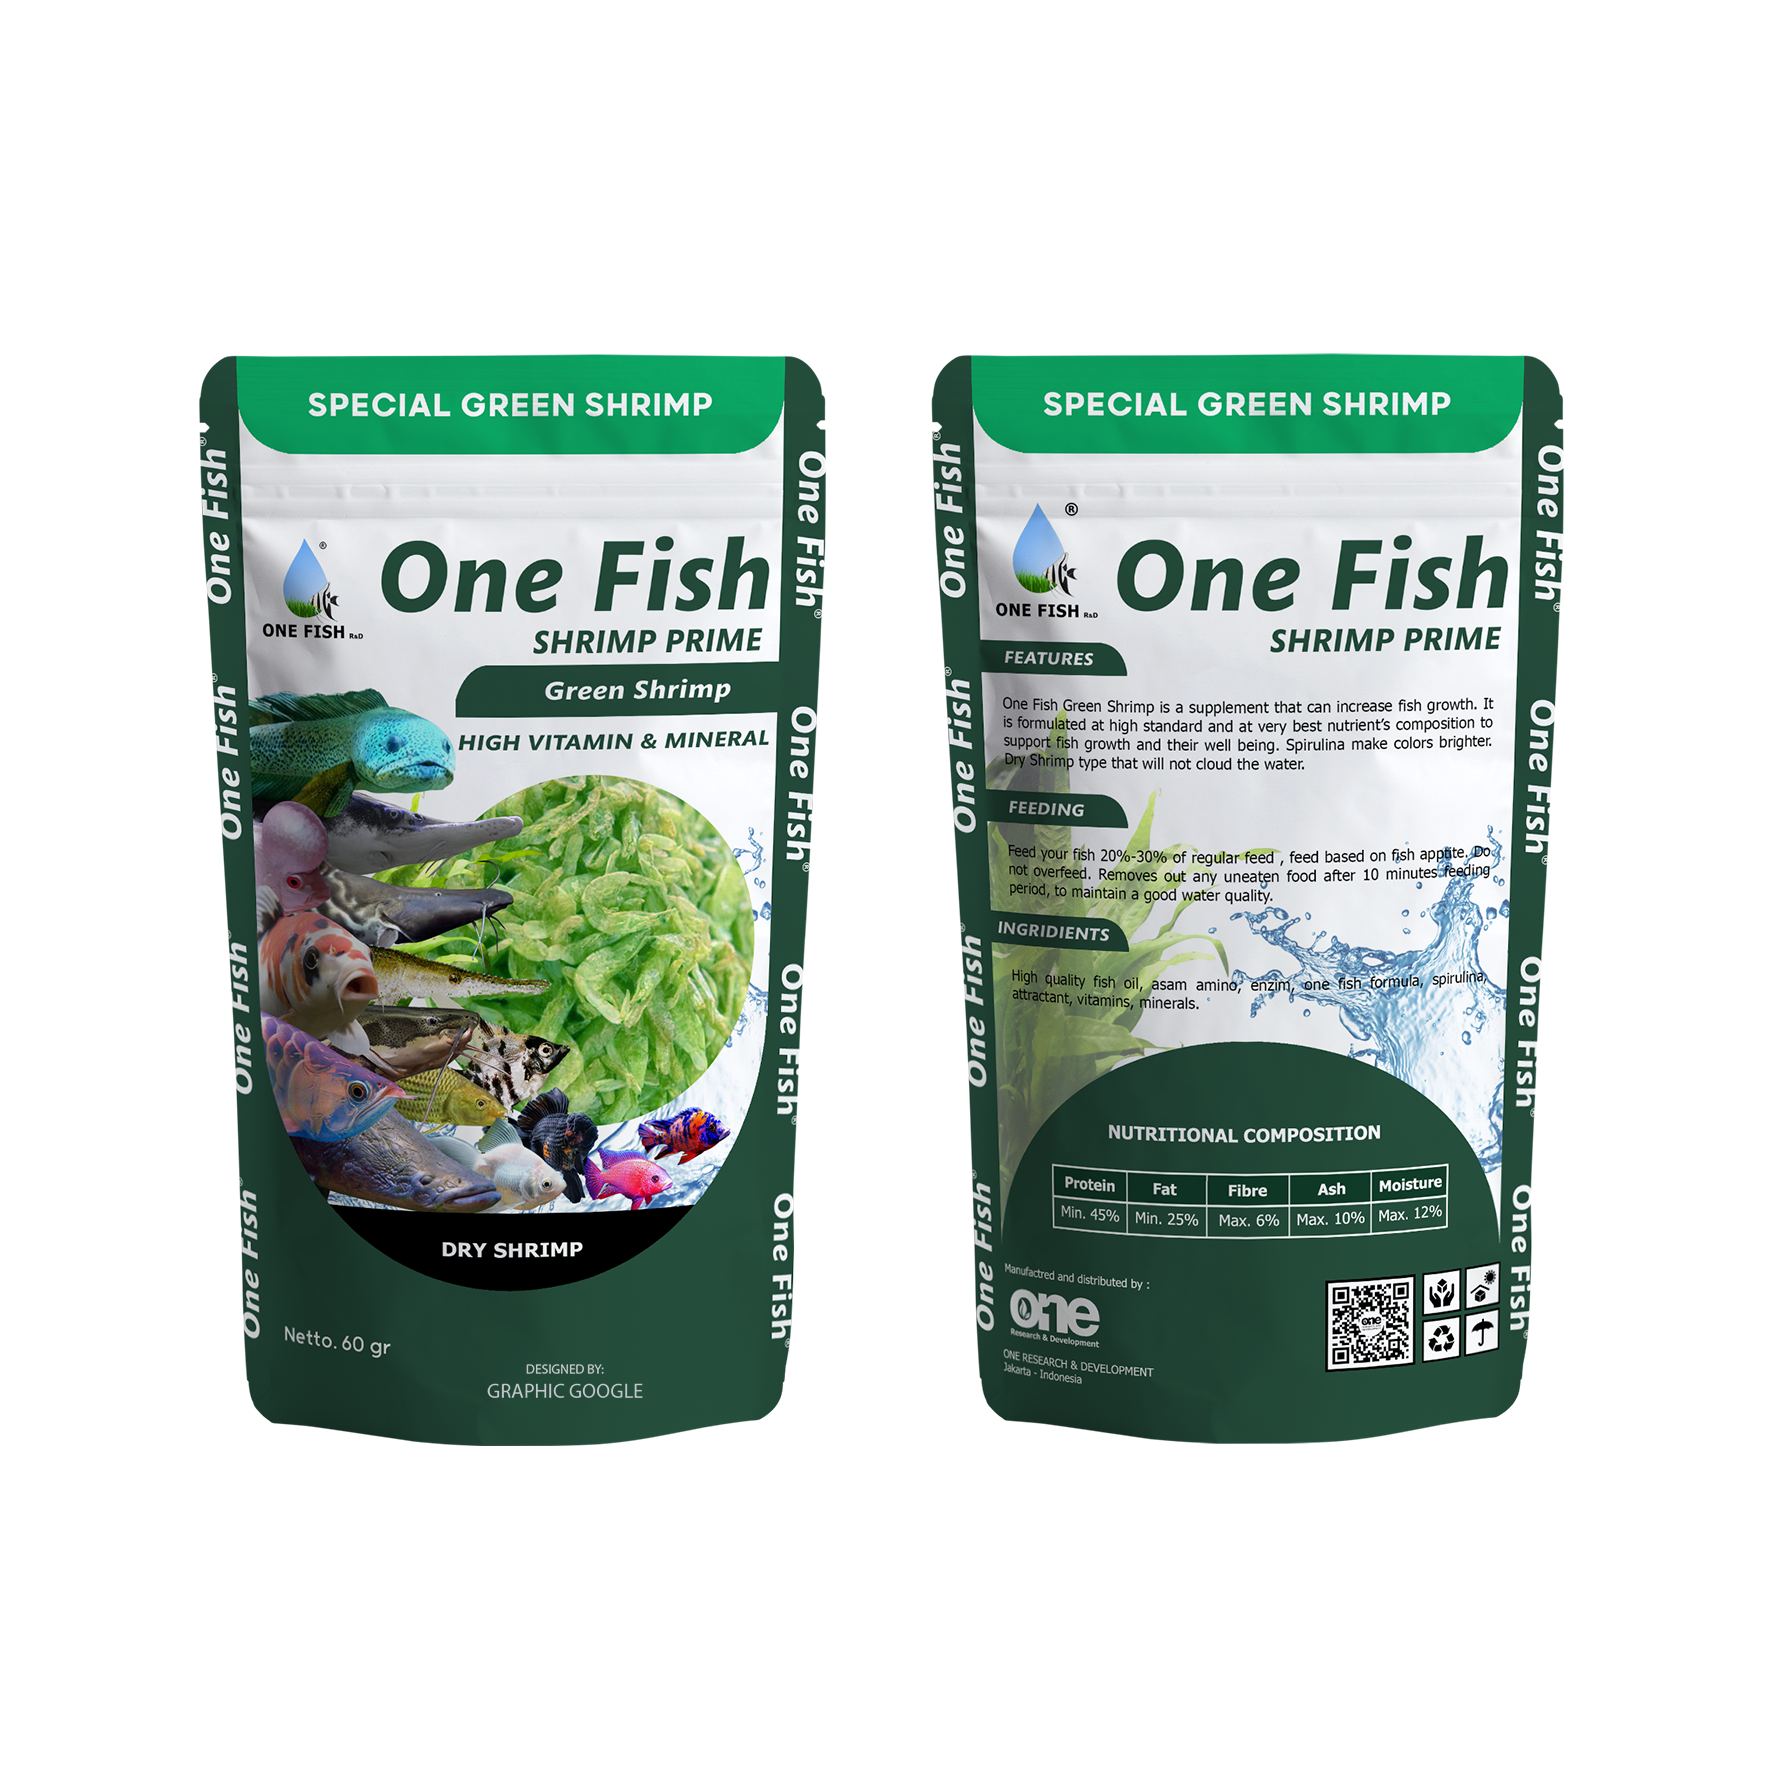 SPECIAL GREEN SHRIMP
®
ONE FISH R&D
One Fish
SHRIMP PRIME
Green Shrimp
HIGH VITAMIN & MINERAL
DRY SHRIMP
Netto. 60 gr
DESIGNED BY:
GRAPHIC GOOGLE
One Fish®
One Fish®
One Fish®
One Fish®
One Fish®
One Fish®
One Fish®
One Fish®
SPECIAL GREEN SHRIMP
®
ONE FISH R&D
One Fish
SHRIMP PRIME
FEATURES
One Fish Green Shrimp is a supplement that can increase fish growth. It
is formulated at high standard and at very best nutrient's composition to
support fish growth and their well being. Spirulina make colors brighter.
Dry Shrimp type that will not cloud the water.
FEEDING
Feed your fish 20%-30% of regular feed , feed based on fish apptite. Do
not overfeed. Removes out any uneaten food after 10 minutes feeding
period, to maintain a good water quality.
INGRIDIENTS
High quality fish oil, asam amino, enzim, one fish formula, spirulina,
attractant, vitamins, minerals.
NUTRITIONAL COMPOSITION
Protein Fat Fibre Ash Moisture
Min. 45% Min. 25% Max. 6% Max. 10% Max. 12%
Manufactred and distributed by :
one
Research & Development
ONE RESEARCH & DEVELOPMENT
Jakarta - Indonesia
one
One Fish®
One Fish®
One Fish®
One Fish®
One Fish®
One Fish®
One Fish®
One Fish®